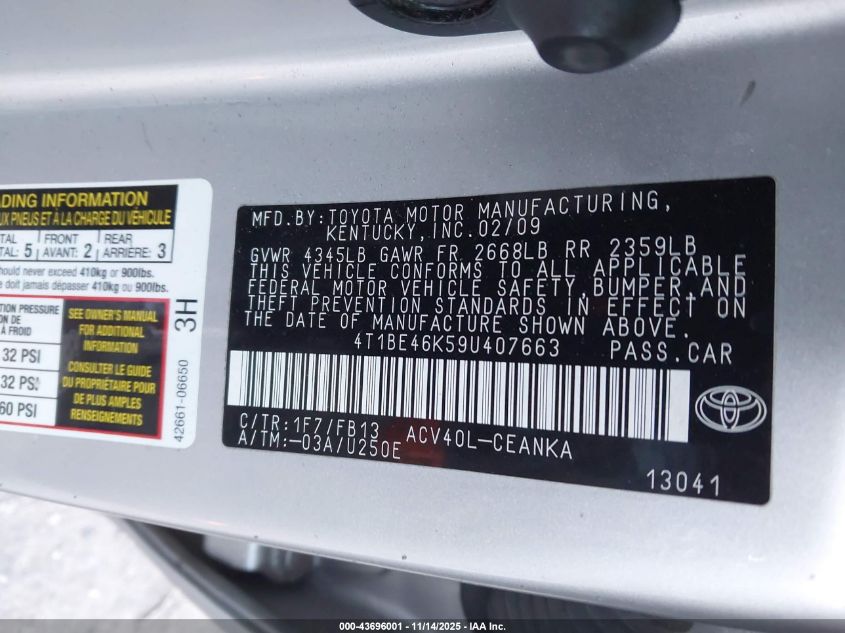 DING INFORMATION
UX PNEUS ET À LA CHARGE DU VÉHICULE
TAL FRONT REAR
TAL: 5 AVANT: 2 ARRIÈRE: 3
hould never exceed 410kg or 900lbs.
e doit jamais dépasser 410kg ou 900lbs.
TION PRESSURE
ON DE
À FROID
32 PSI
32 PSI
60 PSI
SEE OWNER'S MANUAL
FOR ADDITIONAL
INFORMATION
CONSULTER LE GUIDE
DU PROPRIÉTAIRE POUR
DE PLUS AMPLES
RENSEIGNEMENTS
3H
42661-06650
MFD.BY:TOYOTA MOTOR MANUFACTURING,
KENTUCKY,INC.02/09
GVWR 4345LB GAWR FR 2668LB RR 2359LB
THIS VEHICLE CONFORMS TO ALL APPLICABLE
FEDERAL MOTOR VEHICLE SAFETY,BUMPER,AND
THEFT PREVENTION STANDARDS IN EFFECT ON
THE DATE OF MANUFACTURE SHOWN ABOVE.
4T1BE46K59U407663 PASS.CAR
C/TR:1F7/FB13 ACV40L-CEANKA
A/TM:-03A/U250E
13041
000-43696001 - 11/14/2025 - IAA Inc.